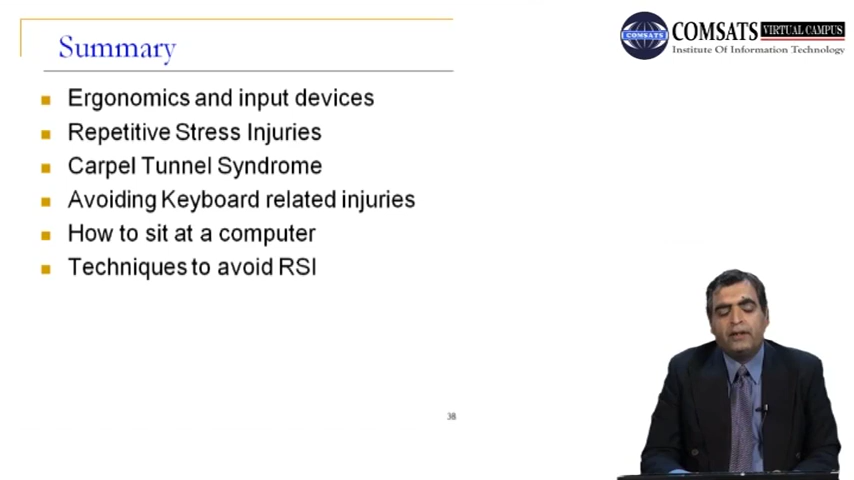 Summary
Ergonomics and input devices
Repetitive Stress Injuries
Carpel Tunnel Syndrome
Avoiding Keyboard related injuries
How to sit at a computer
Techniques to avoid RSI
38
COMSATS
COMSATS VIRTUAL CAMPUS
Institute Of Information Technology